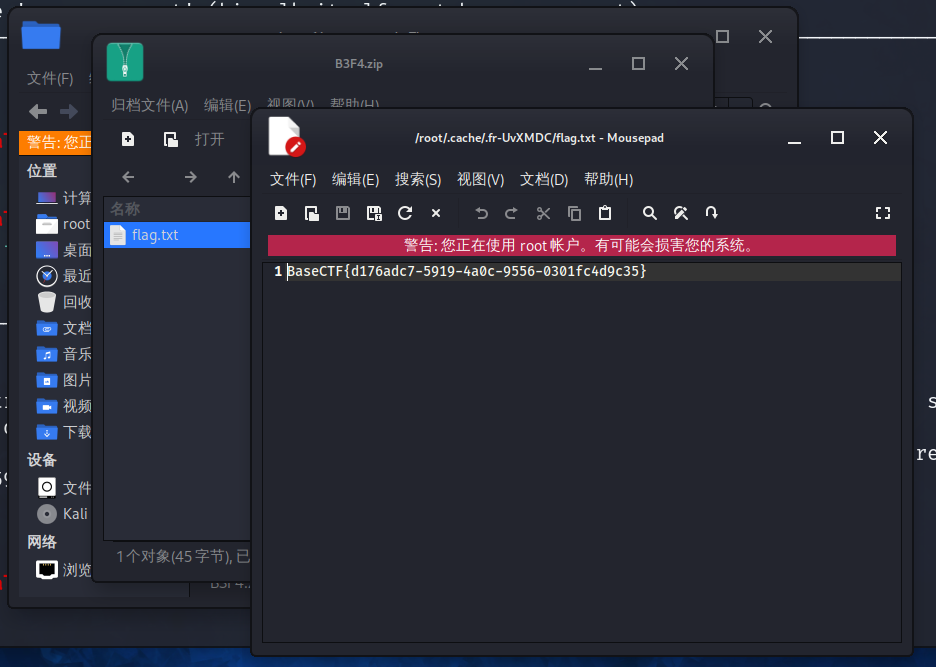 文件(F)
警告: 您正
位置
计算
root
桌面
最近
回收
文档
音乐
图片
视频
下载
设备
文件
Kali
网络
浏览
B3F4.zip
归档文件(A) 编辑(E) 视图(V) 帮助(H)
打开
名称
flag.txt
1 个对象(45 字节), 已
/root/.cache/.fr-UvXMDC/flag.txt - Mousepad
文件(F) 编辑(E) 搜索(S) 视图(V) 文档(D) 帮助(H)
警告: 您正在使用 root 帐户。有可能会损害您的系统。
1 BaseCTF{d176adc7-5919-4a0c-9556-0301fc4d9c35}